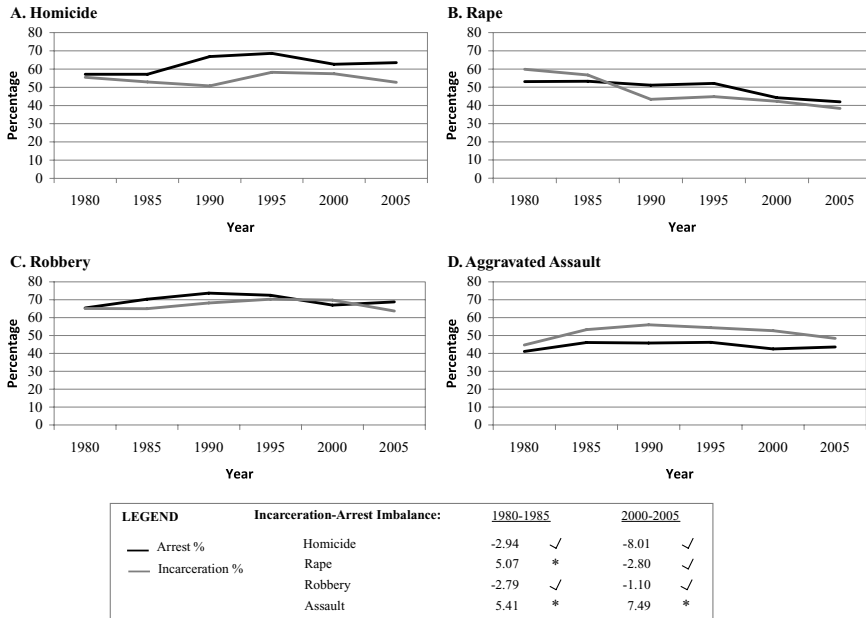 A. Homicide
80
70
60
50
40
30
20
10
0
Percentage
1980 1985 1990 1995 2000 2005
Year
B. Rape
80
70
60
50
40
30
20
10
0
Percentage
1980 1985 1990 1995 2000 2005
Year
C. Robbery
80
70
60
50
40
30
20
10
0
Percentage
1980 1985 1990 1995 2000 2005
Year
D. Aggravated Assault
80
70
60
50
40
30
20
10
0
Percentage
1980 1985 1990 1995 2000 2005
Year
LEGEND
Arrest %
Incarceration %
Incarceration-Arrest Imbalance: 1980-1985 2000-2005
Homicide -2.94 ✓ -8.01 ✓
Rape 5.07 * -2.80 ✓
Robbery -2.79 ✓ -1.10 ✓
Assault 5.41 * 7.49 *